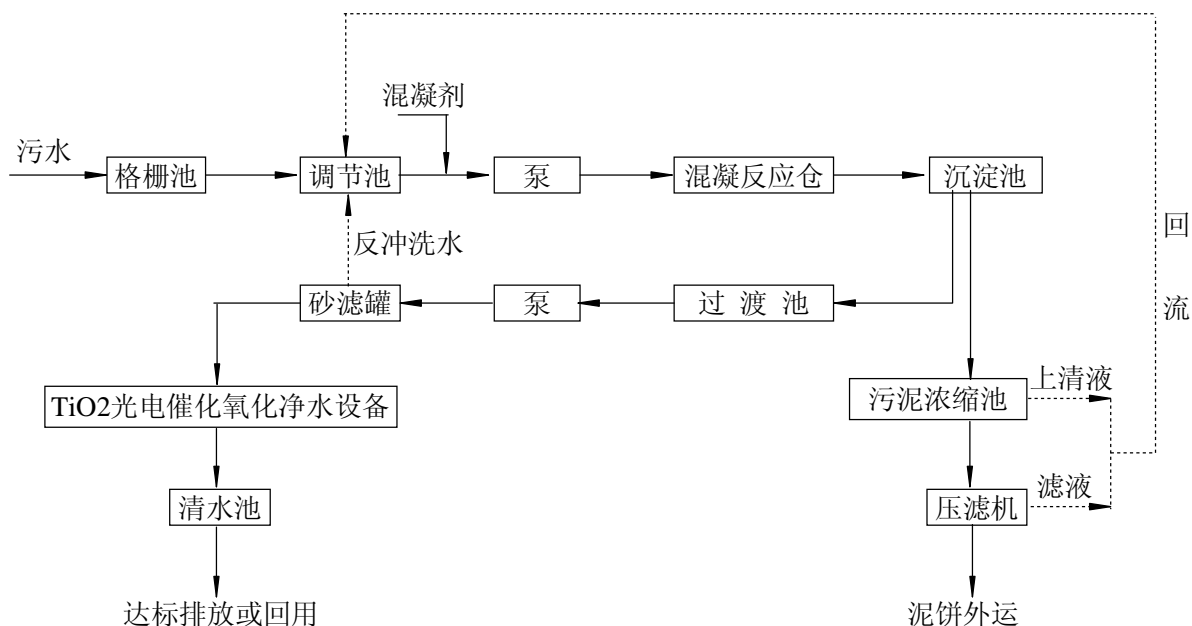 混凝剂
污水
格栅池
调节池
泵
混凝反应仓
沉淀池
回
流
反冲洗水
砂滤罐
泵
过渡池
TiO2光电催化氧化净水设备
污泥浓缩池
上清液
清水池
压滤机
滤液
达标排放或回用
泥饼外运